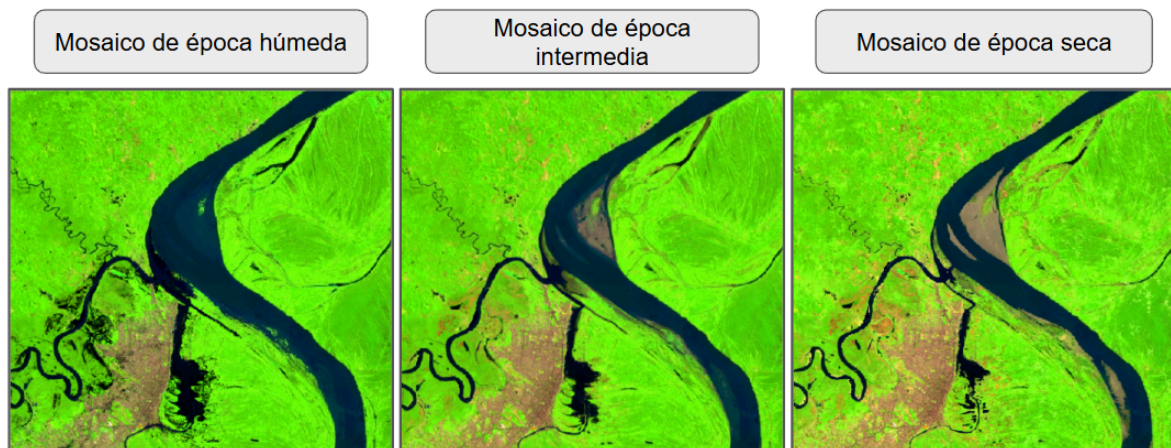 Mosaico de época húmeda
Mosaico de época
intermedia
Mosaico de época seca